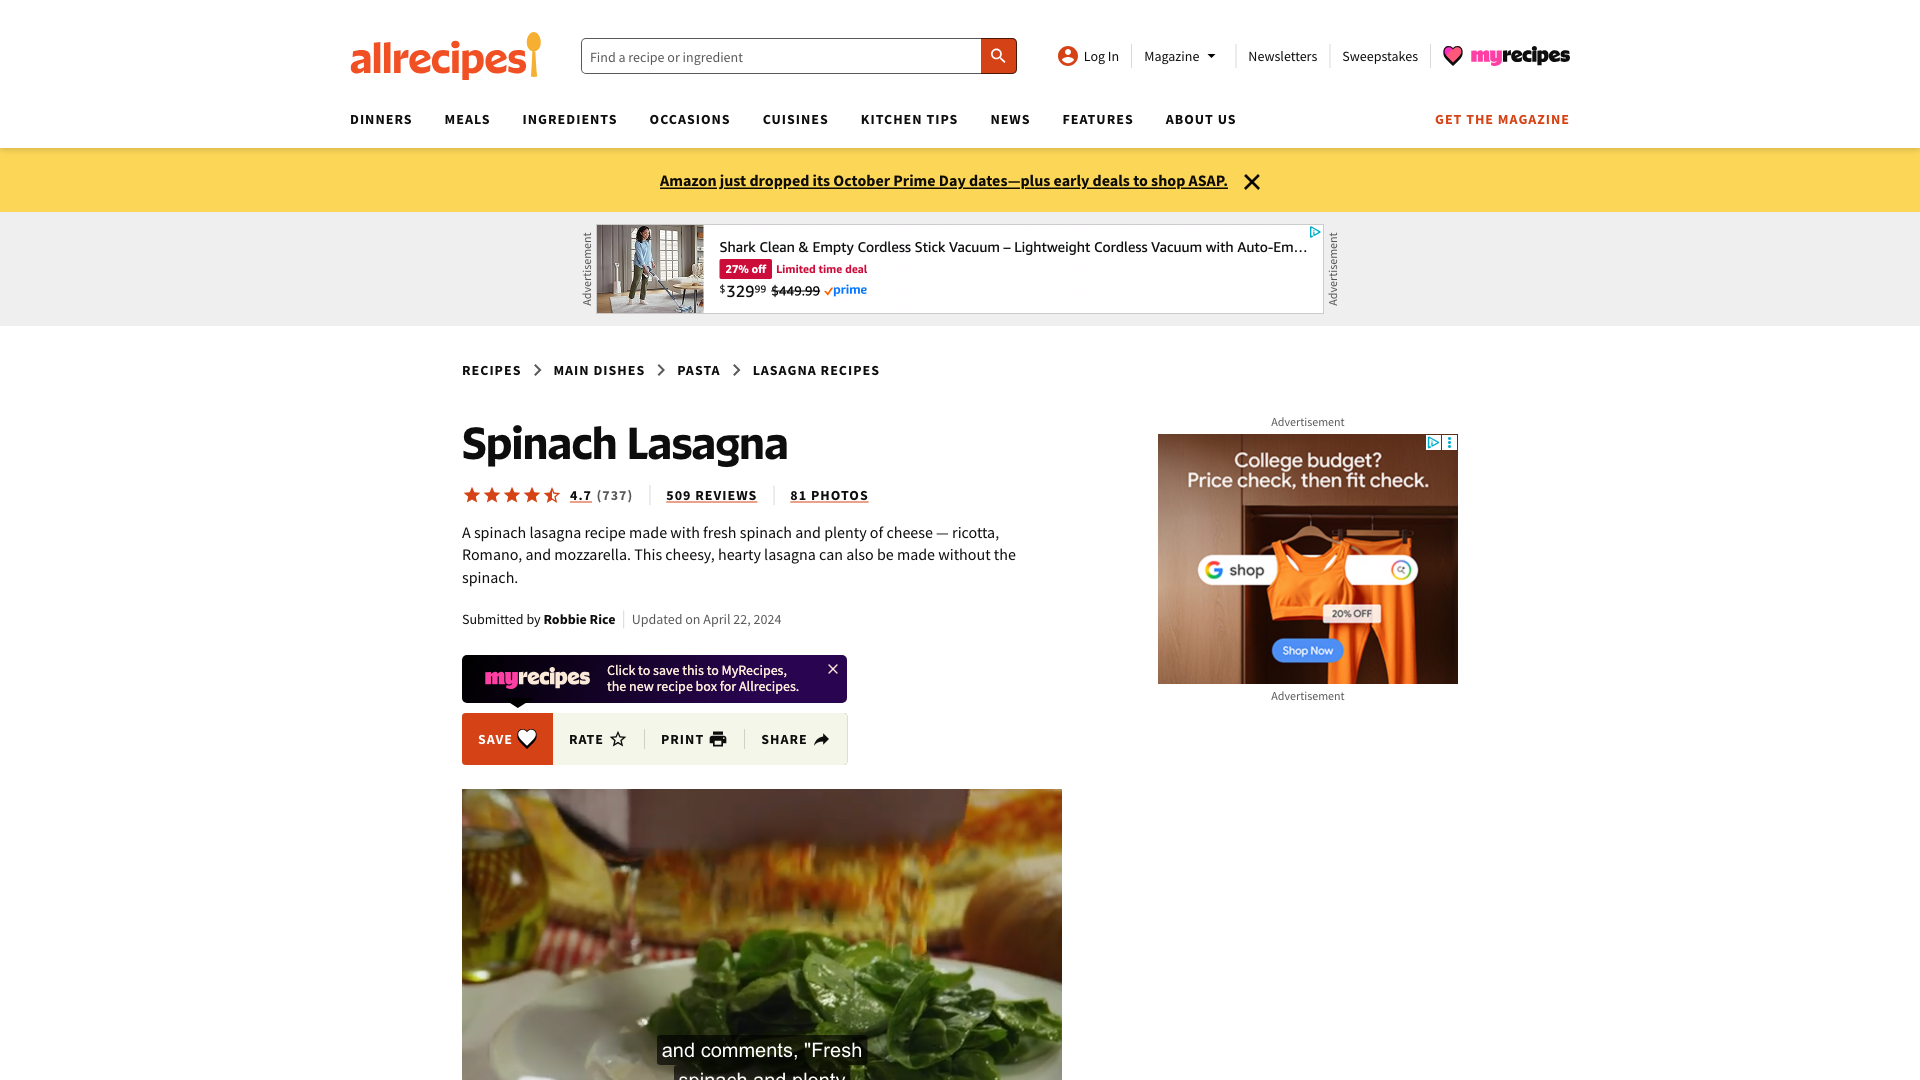 allrecipes
Find a recipe or ingredient
Log In
Magazine
Newsletters
Sweepstakes
myrecipes
DINNERS
MEALS
INGREDIENTS
OCCASIONS
CUISINES
KITCHEN TIPS
NEWS
FEATURES
ABOUT US
GET THE MAGAZINE
Amazon just dropped its October Prime Day dates—plus early deals to shop ASAP.
Advertisement
Shark Clean & Empty Cordless Stick Vacuum – Lightweight Cordless Vacuum with Auto-Em...
27% off Limited time deal
$329.99 $449.99 prime
Advertisement
RECIPES
MAIN DISHES
PASTA
LASAGNA RECIPES
Spinach Lasagna
4.7 (737)
509 REVIEWS
81 PHOTOS
A spinach lasagna recipe made with fresh spinach and plenty of cheese — ricotta,
Romano, and mozzarella. This cheesy, hearty lasagna can also be made without the
spinach.
Submitted by Robbie Rice
Updated on April 22, 2024
myrecipes
Click to save this to MyRecipes,
the new recipe box for Allrecipes.
SAVE
RATE
PRINT
SHARE
and comments, "Fresh
spinach and plenty
Advertisement
College budget?
Price check, then fit check.
G shop
20% OFF
Shop Now
Advertisement